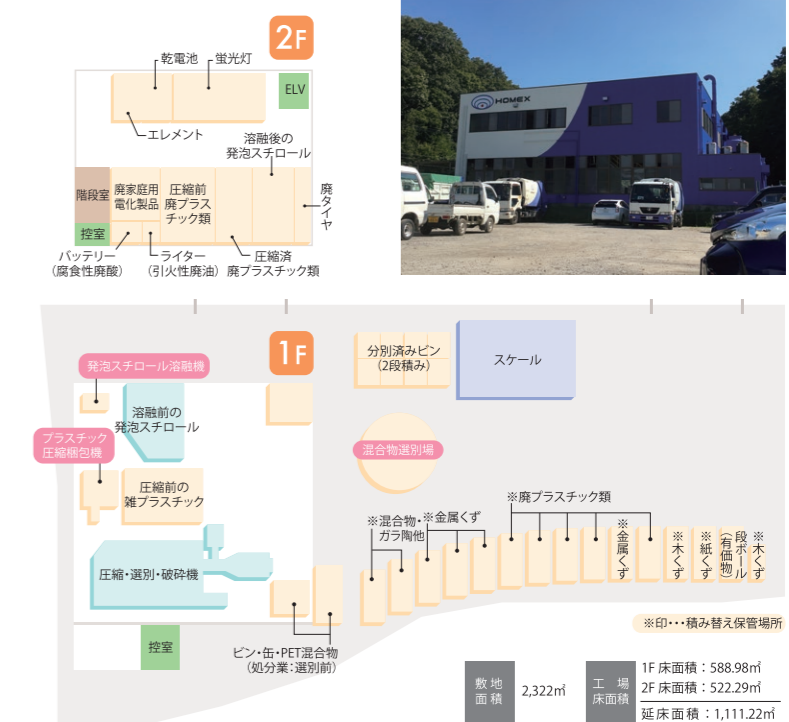 2F
乾電池
蛍光灯
ELV
エレメント
溶融後の
発泡スチロール
階段室
廃家庭用
電化製品
圧縮前
廃プラス
チック類
廃タイヤ
控室
バッテリー
(腐食性廃酸)
ライター
(引火性廃油)
圧縮済
廃プラスチック類
HOMEX
1F
発泡スチロール溶融機
溶融前の
発泡スチロール
プラスチック
圧縮梱包機
圧縮前の
雑プラスチック
圧縮・選別・破砕機
控室
ビン・缶・PET混合物
(処分業:選別前)
分別済みビン
(2段積み)
スケール
混合物選別場
※混合物・
ガラ陶他
※金属くず
※廃プラスチック類
※金属くず
※木くず
※紙くず
段ボール
(有価物)
※木くず
※印・・・積み替え保管場所
敷地
面積
2,322㎡
工場
床面積
1F 床面積:588.98㎡
2F 床面積:522.29㎡
延床面積:1,111.22㎡